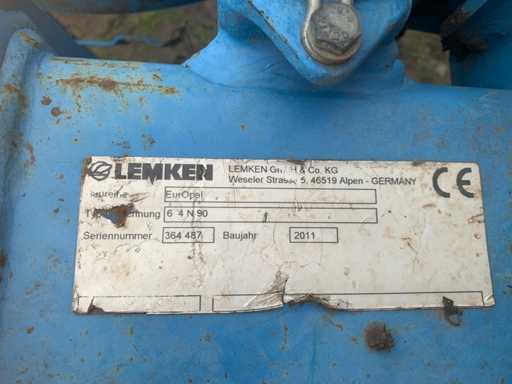 LEMKEN
LEMKEN GmbH & Co. KG
Weseler Strasse 5, 46519 Alpen - GERMANY
CE
EurOpal
6 4 N 90
Seriennummer 364 487 Baujahr 2011